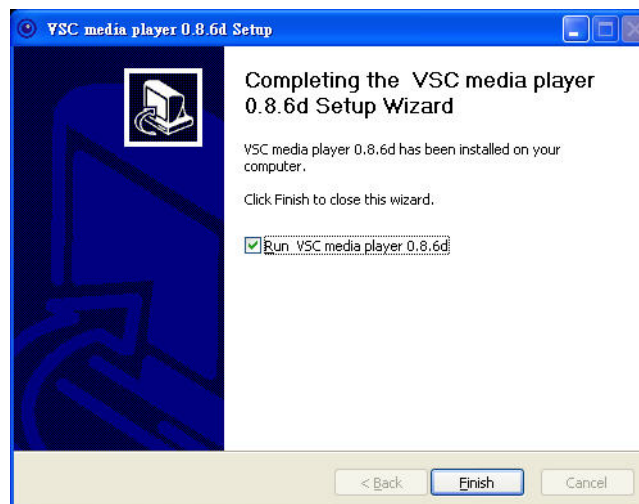 VSC media player 0.8.6d Setup
Completing the VSC media player
0.8.6d Setup Wizard
VSC media player 0.8.6d has been installed on your
computer.
Click Finish to close this wizard.
Run VSC media player 0.8.6d
< Back Finish Cancel